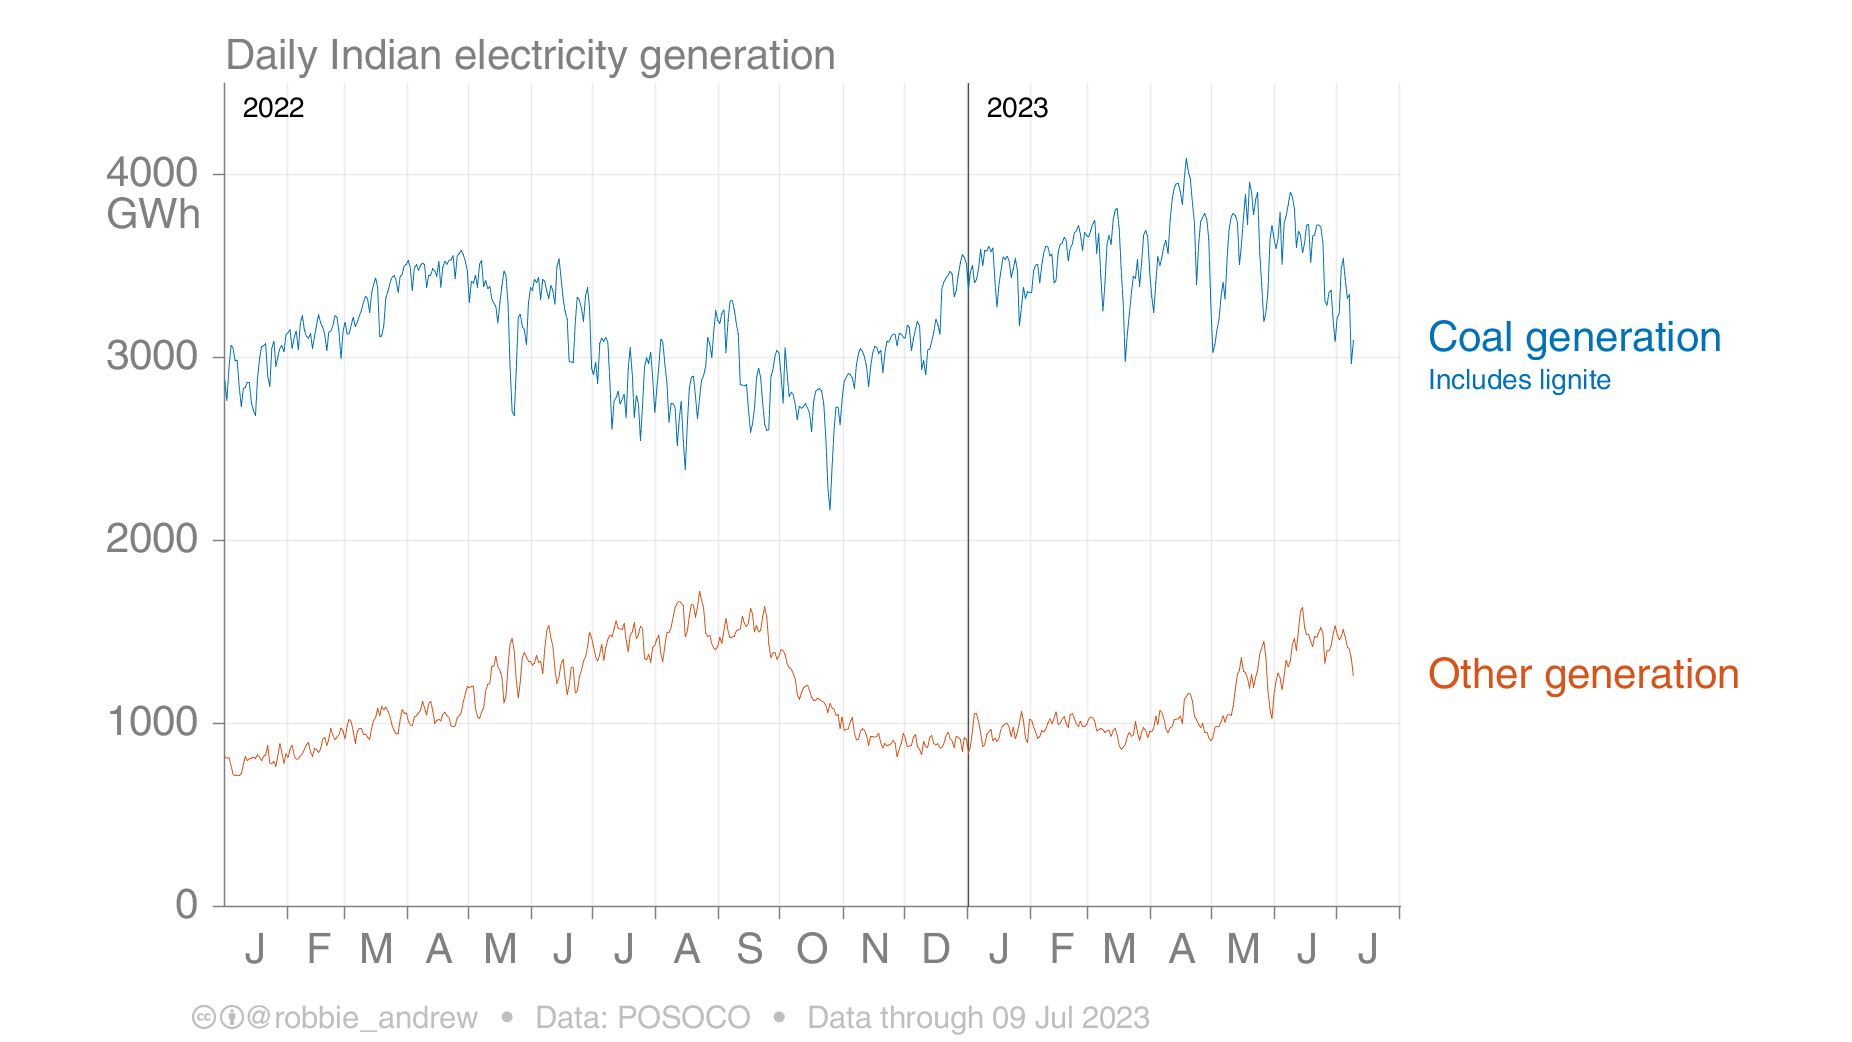 Daily Indian electricity generation
2022
2023
4000
GWh
3000
2000
1000
0
Coal generation
Includes lignite
Other generation
J F M A M J J A S O N D J F M A M J J
cc @robbie_andrew • Data: POSOCO • Data through 09 Jul 2023